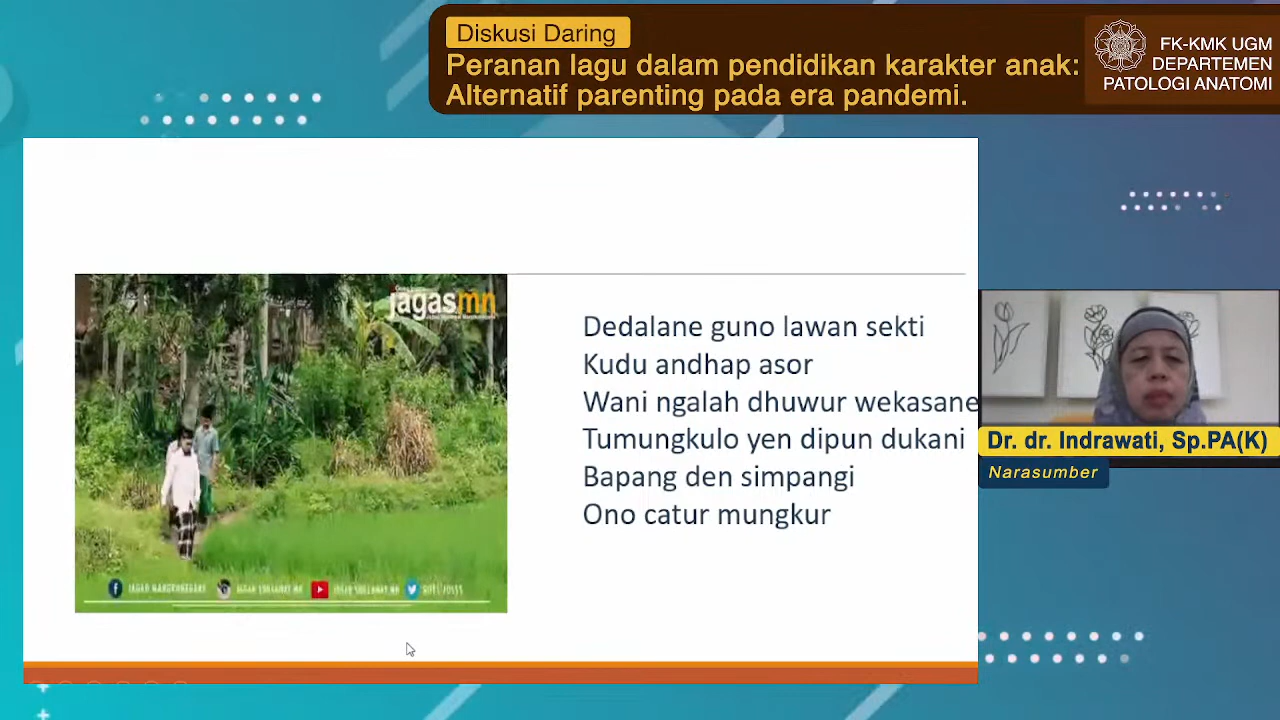 Diskusi Daring
Peranan lagu dalam pendidikan karakter anak:
Alternatif parenting pada era pandemi.
FK-KMK UGM
DEPARTEMEN
PATOLOGI ANATOMI
jagasmn
Dedalane guno lawan sekti
Kudu andhap asor
Wani ngalah dhuwur wekasane
Tumungkulo yen dipun dukani
Bapang den simpangi
Ono catur mungkur
Dr. dr. Indrawati, Sp.PA(K)
Narasumber